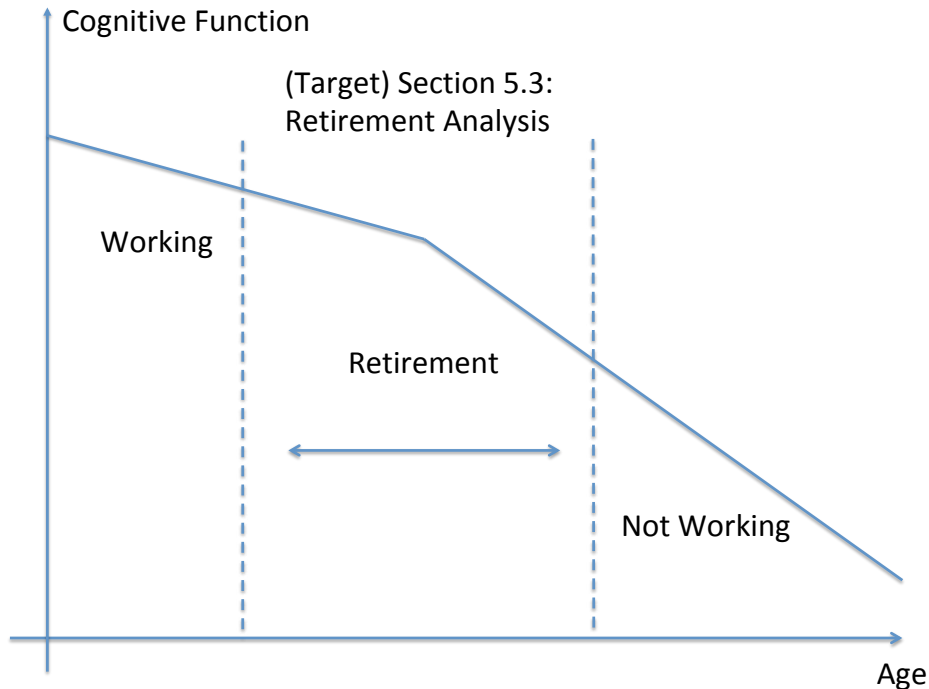 Cognitive Function
(Target) Section 5.3:
Retirement Analysis
Working
Retirement
Not Working
Age